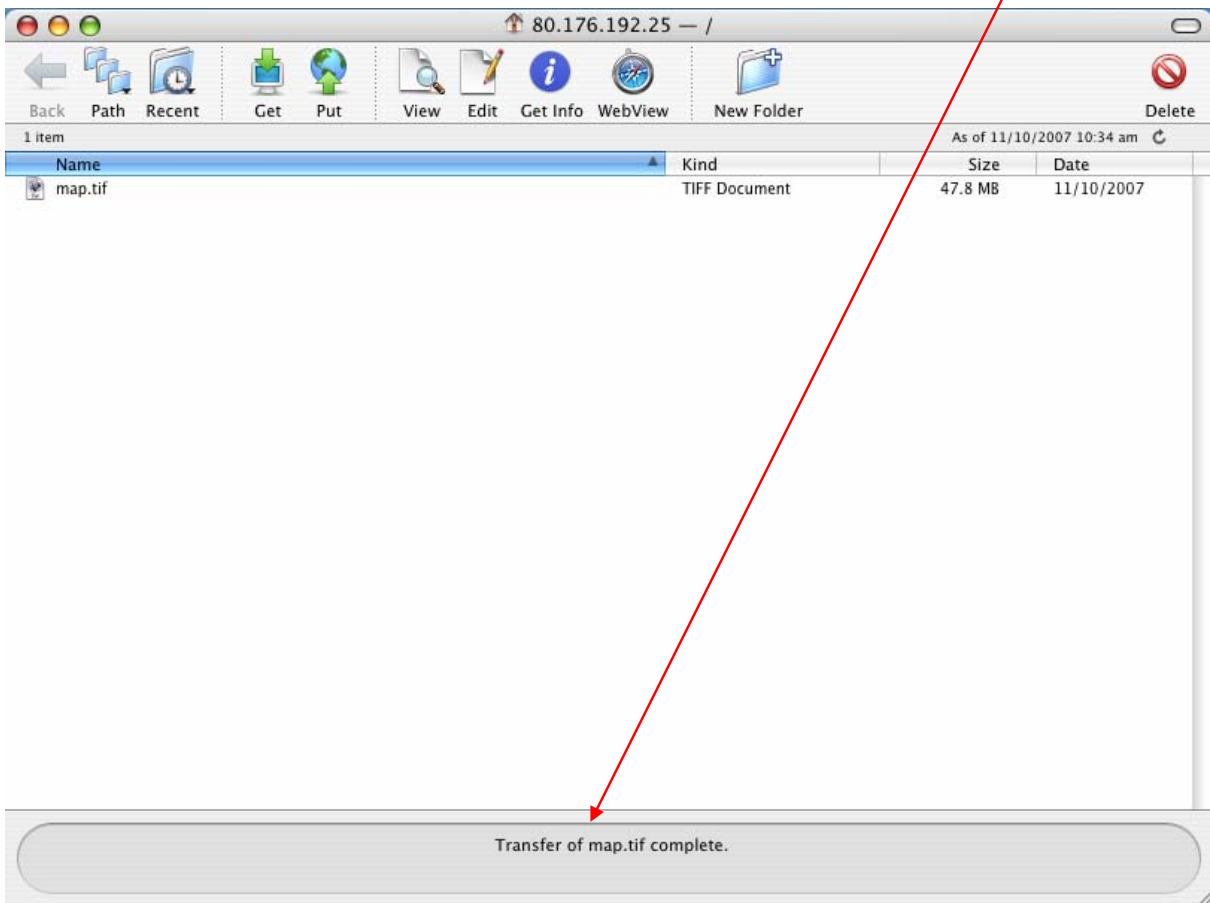 80.176.192.25 — /
Back Path Recent Get Put View Edit Get Info WebView New Folder Delete
1 item As of 11/10/2007 10:34 am
Name Kind Size Date
map.tif TIFF Document 47.8 MB 11/10/2007
Transfer of map.tif complete.